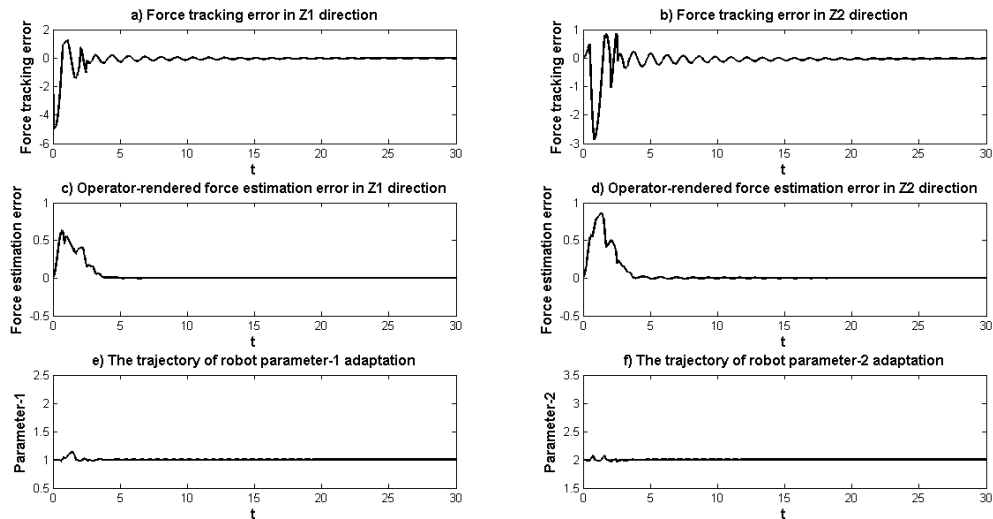 a) Force tracking error in Z1 direction
Force tracking error
2
0
-2
-4
-6
0 5 10 15 20 25 30
t
b) Force tracking error in Z2 direction
Force tracking error
1
0
-1
-2
-3
0 5 10 15 20 25 30
t
c) Operator-rendered force estimation error in Z1 direction
Force estimation error
1
0.5
0
-0.5
0 5 10 15 20 25 30
t
d) Operator-rendered force estimation error in Z2 direction
Force estimation error
1
0.5
0
-0.5
0 5 10 15 20 25 30
t
e) The trajectory of robot parameter-1 adaptation
Parameter-1
2.5
2
1.5
1
0.5
0 5 10 15 20 25 30
t
f) The trajectory of robot parameter-2 adaptation
Parameter-2
3.5
3
2.5
2
1.5
0 5 10 15 20 25 30
t